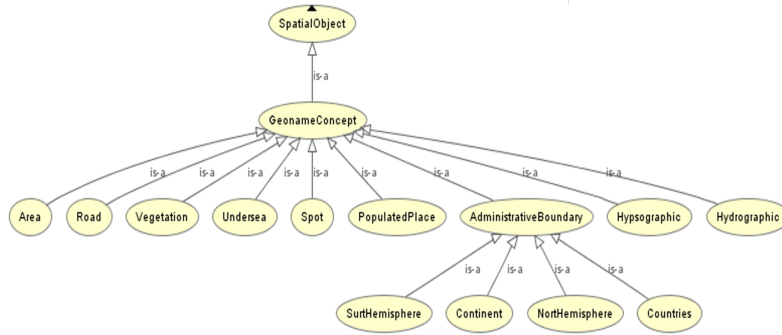 SpatialObject
is-a
GeonameConcept
is-a is-a is-a is-a is-a is-a is-a is-a is-a
Area Road Vegetation Undersea Spot PopulatedPlace AdministrativeBoundary Hypsographic Hydrographic
is-a is-a is-a is-a
SurtHemisphere Continent NortHemisphere Countries